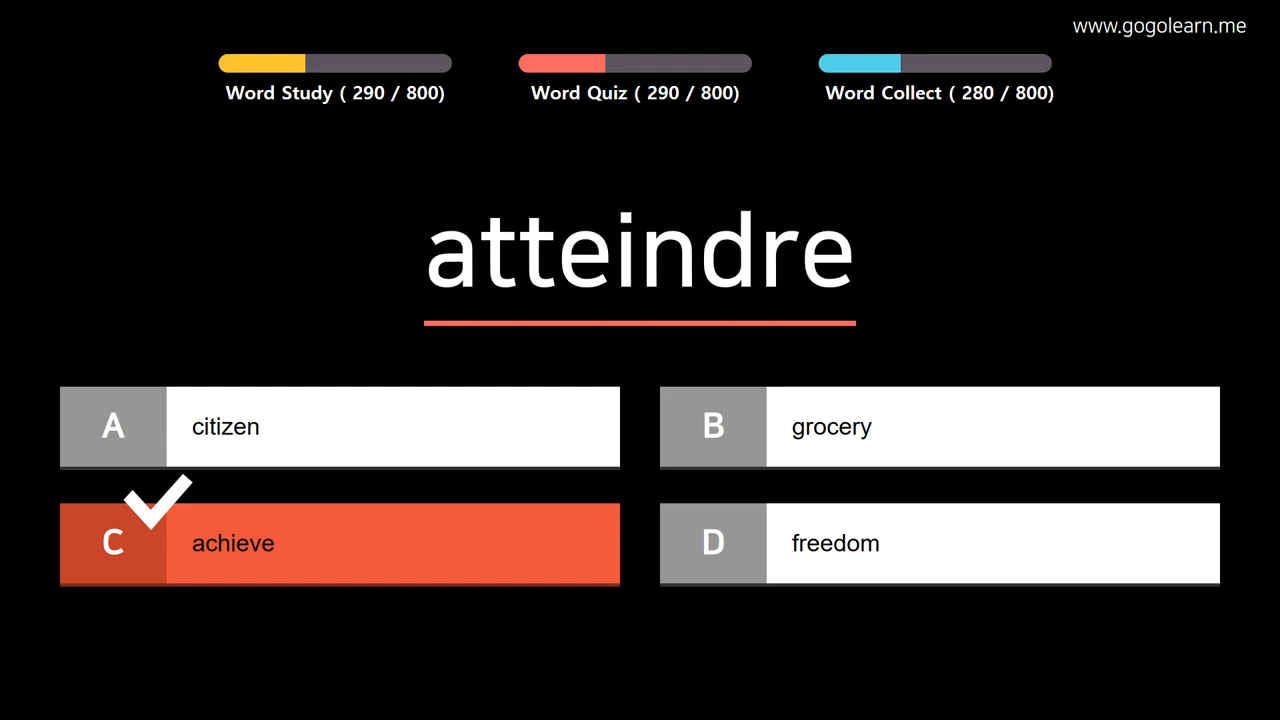 www.gogolearn.me
Word Study ( 290 / 800)
Word Quiz ( 290 / 800)
Word Collect ( 280 / 800)
atteindre
A citizen
B grocery
C achieve
D freedom